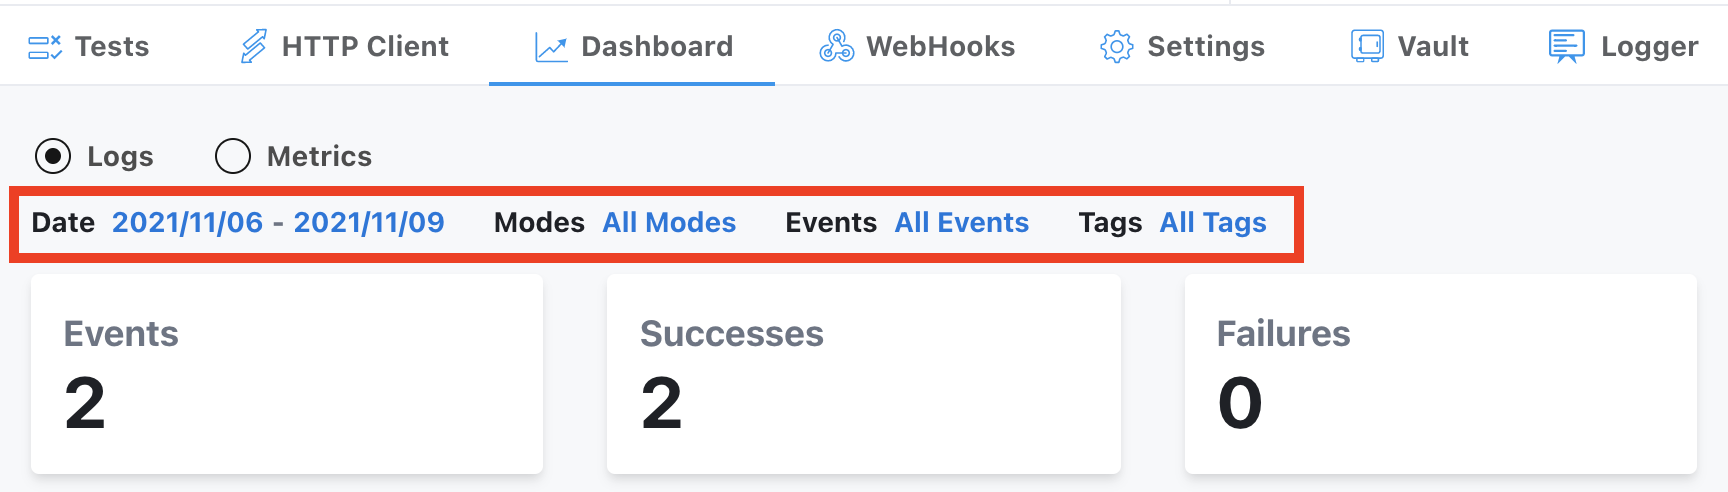 Tests HTTP Client Dashboard WebHooks Settings Vault Logger
Logs Metrics
Date 2021/11/06 - 2021/11/09 Modes All Modes Events All Events Tags All Tags
Events Successes Failures
2 2 0